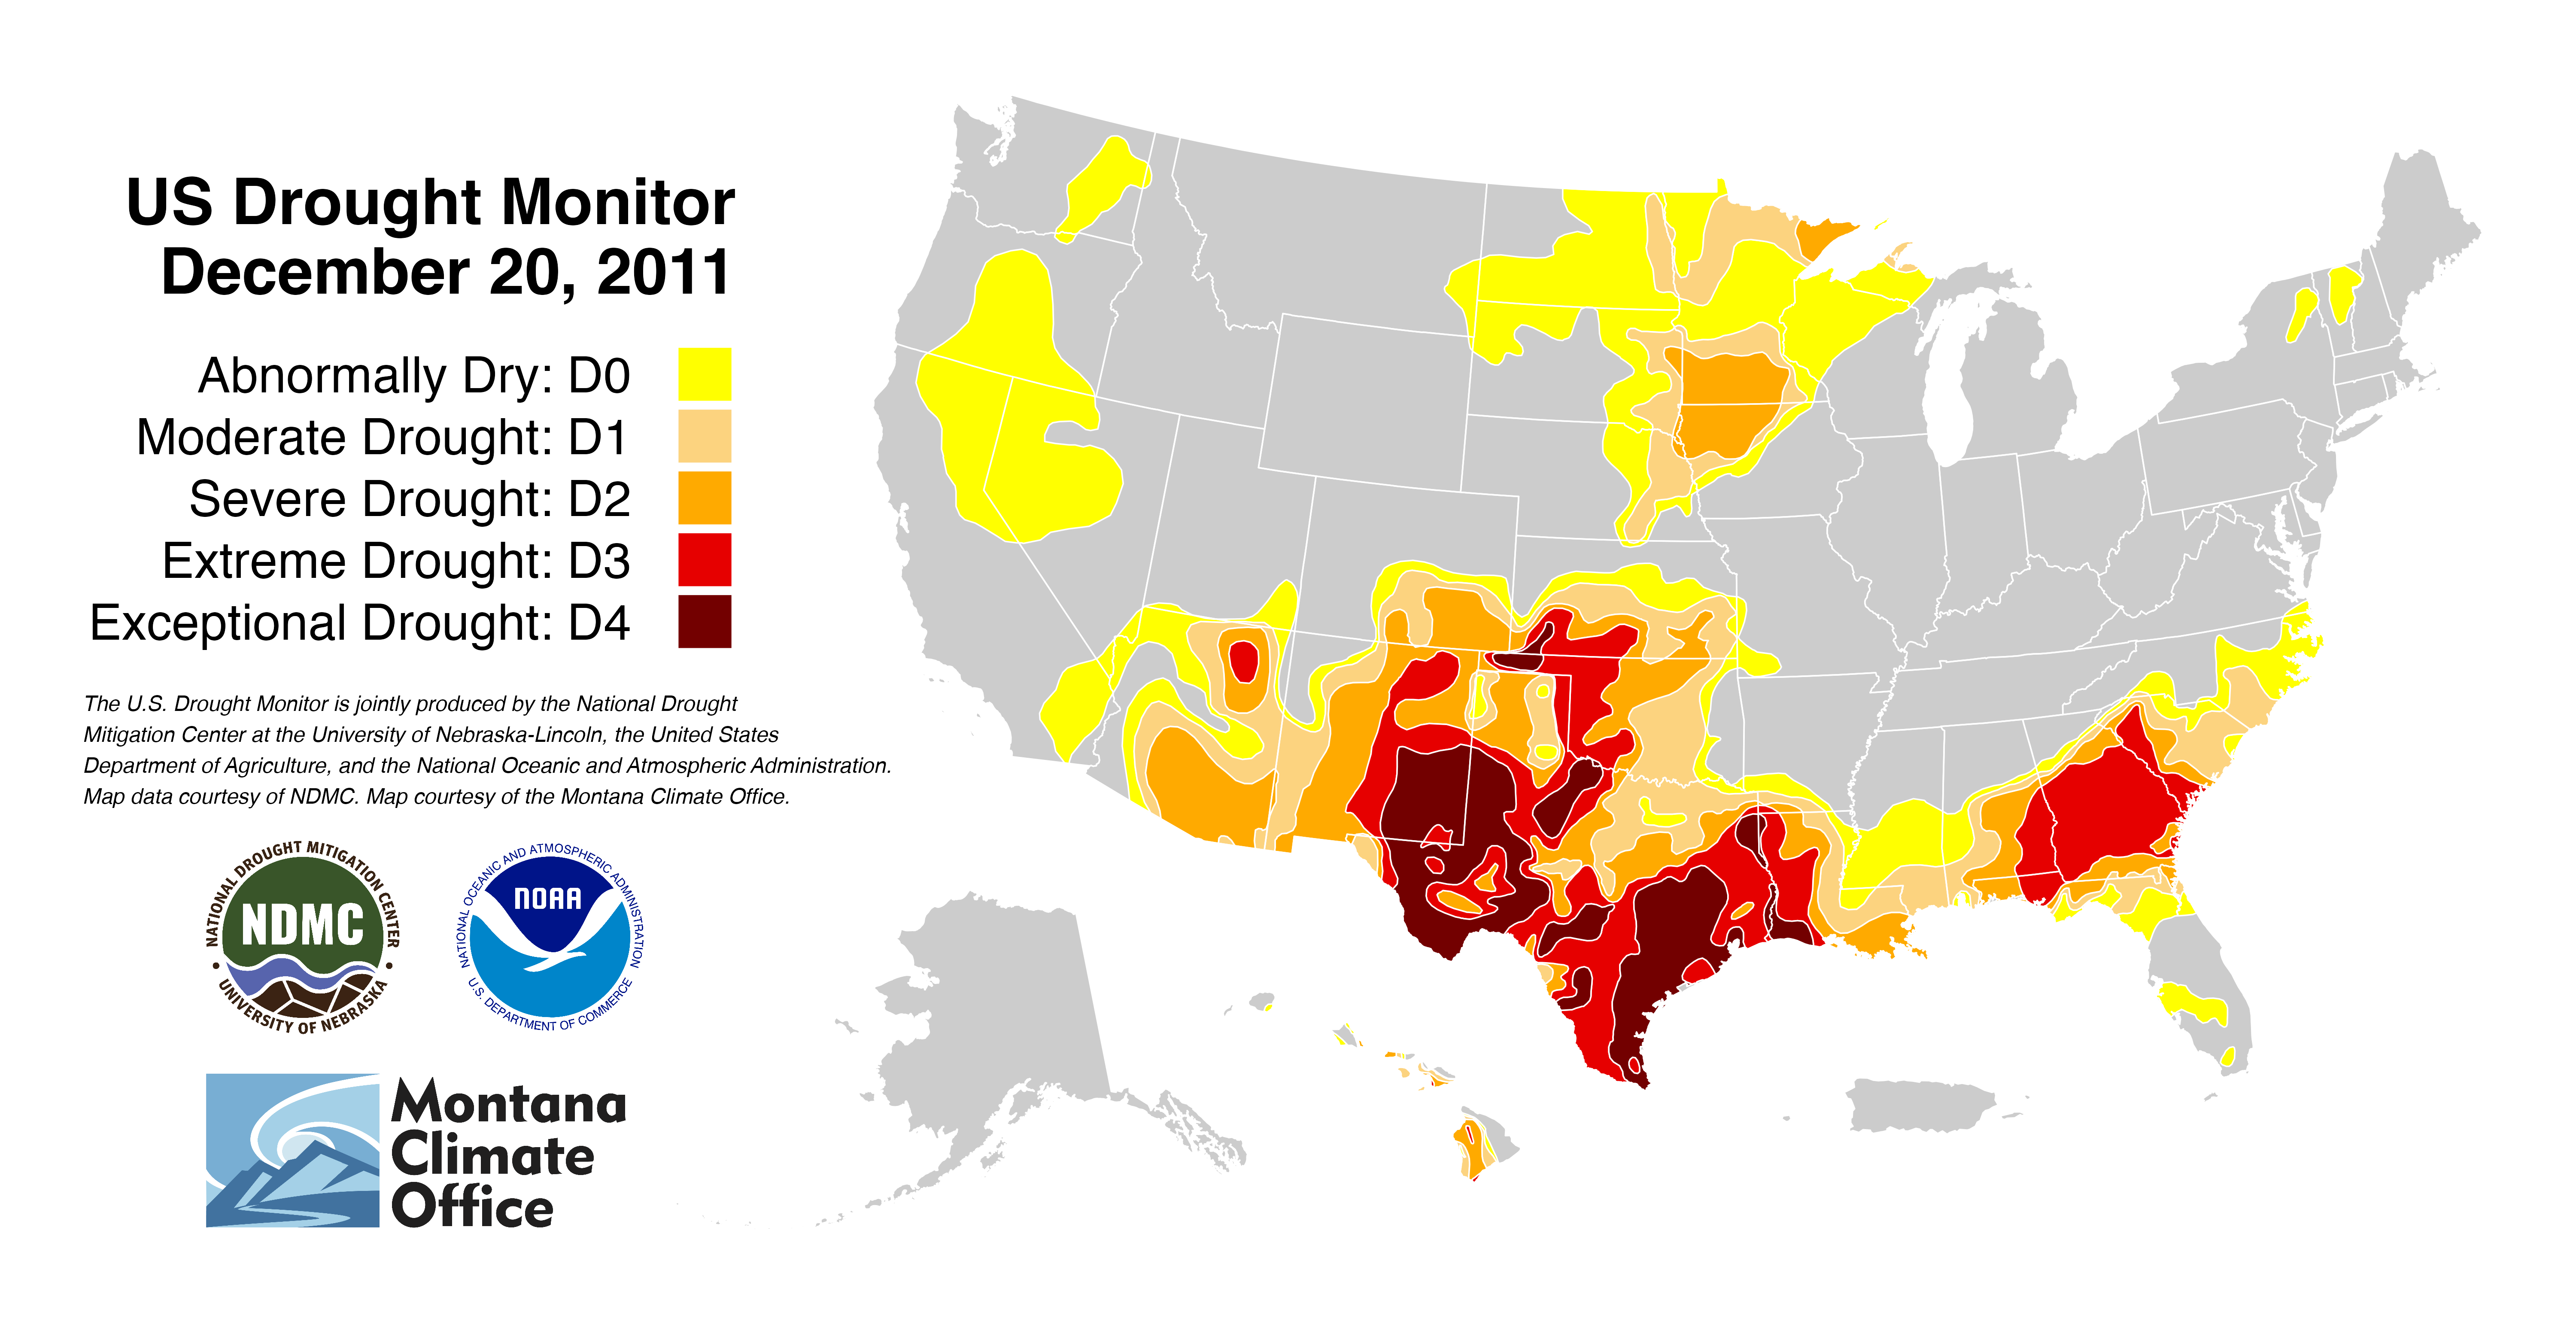 US Drought Monitor
December 20, 2011
Abnormally Dry: D0
Moderate Drought: D1
Severe Drought: D2
Extreme Drought: D3
Exceptional Drought: D4
The U.S. Drought Monitor is jointly produced by the National Drought
Mitigation Center at the University of Nebraska-Lincoln, the United States
Department of Agriculture, and the National Oceanic and Atmospheric Administration.
Map data courtesy of NDMC. Map courtesy of the Montana Climate Office.
NATIONAL DROUGHT MITIGATION CENTER
NDMC
• UNIVERSITY OF NEBRASKA •
NATIONAL OCEANIC AND ATMOSPHERIC ADMINISTRATION
NOAA
U.S. DEPARTMENT OF COMMERCE
Montana
Climate
Office